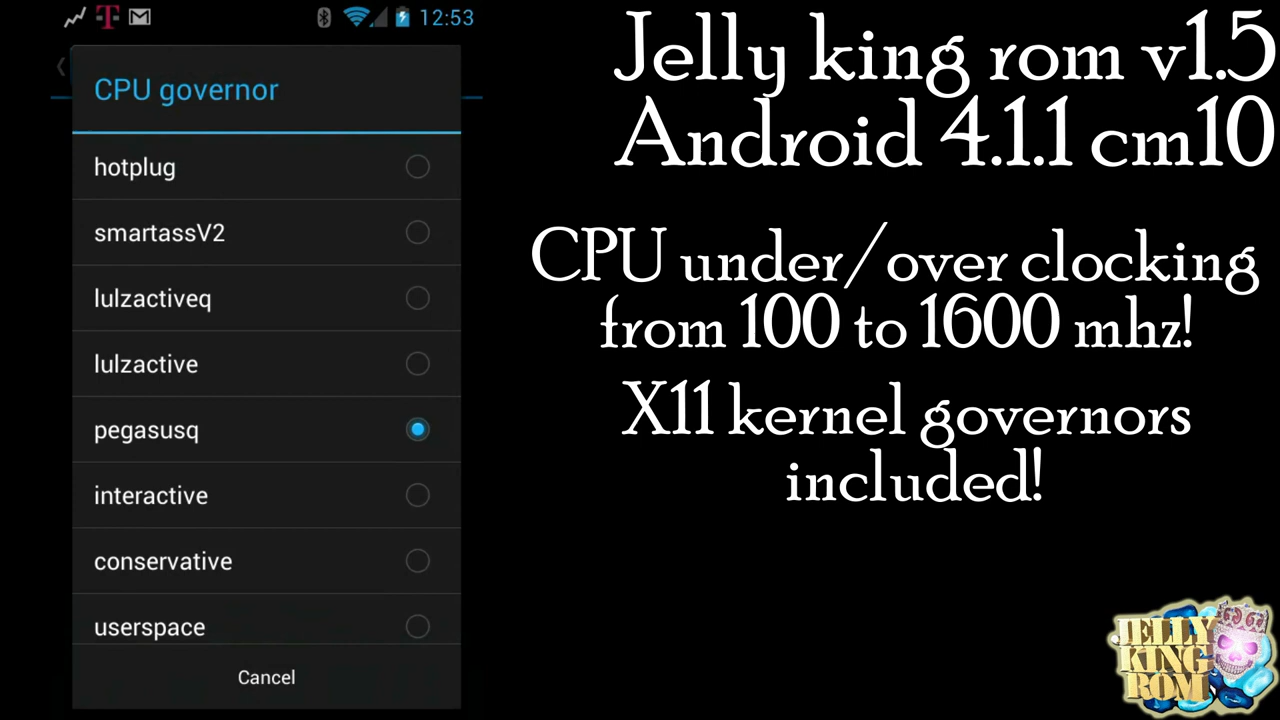 12:53
CPU governor
hotplug
smartassV2
lulzactiveq
lulzactive
pegasusq
interactive
conservative
userspace
Cancel
Jelly king rom v1.5
Android 4.1.1 cm10
CPU under/over clocking
from 100 to 1600 mhz!
X11 kernel governors
included!
JELLY
KING
ROM